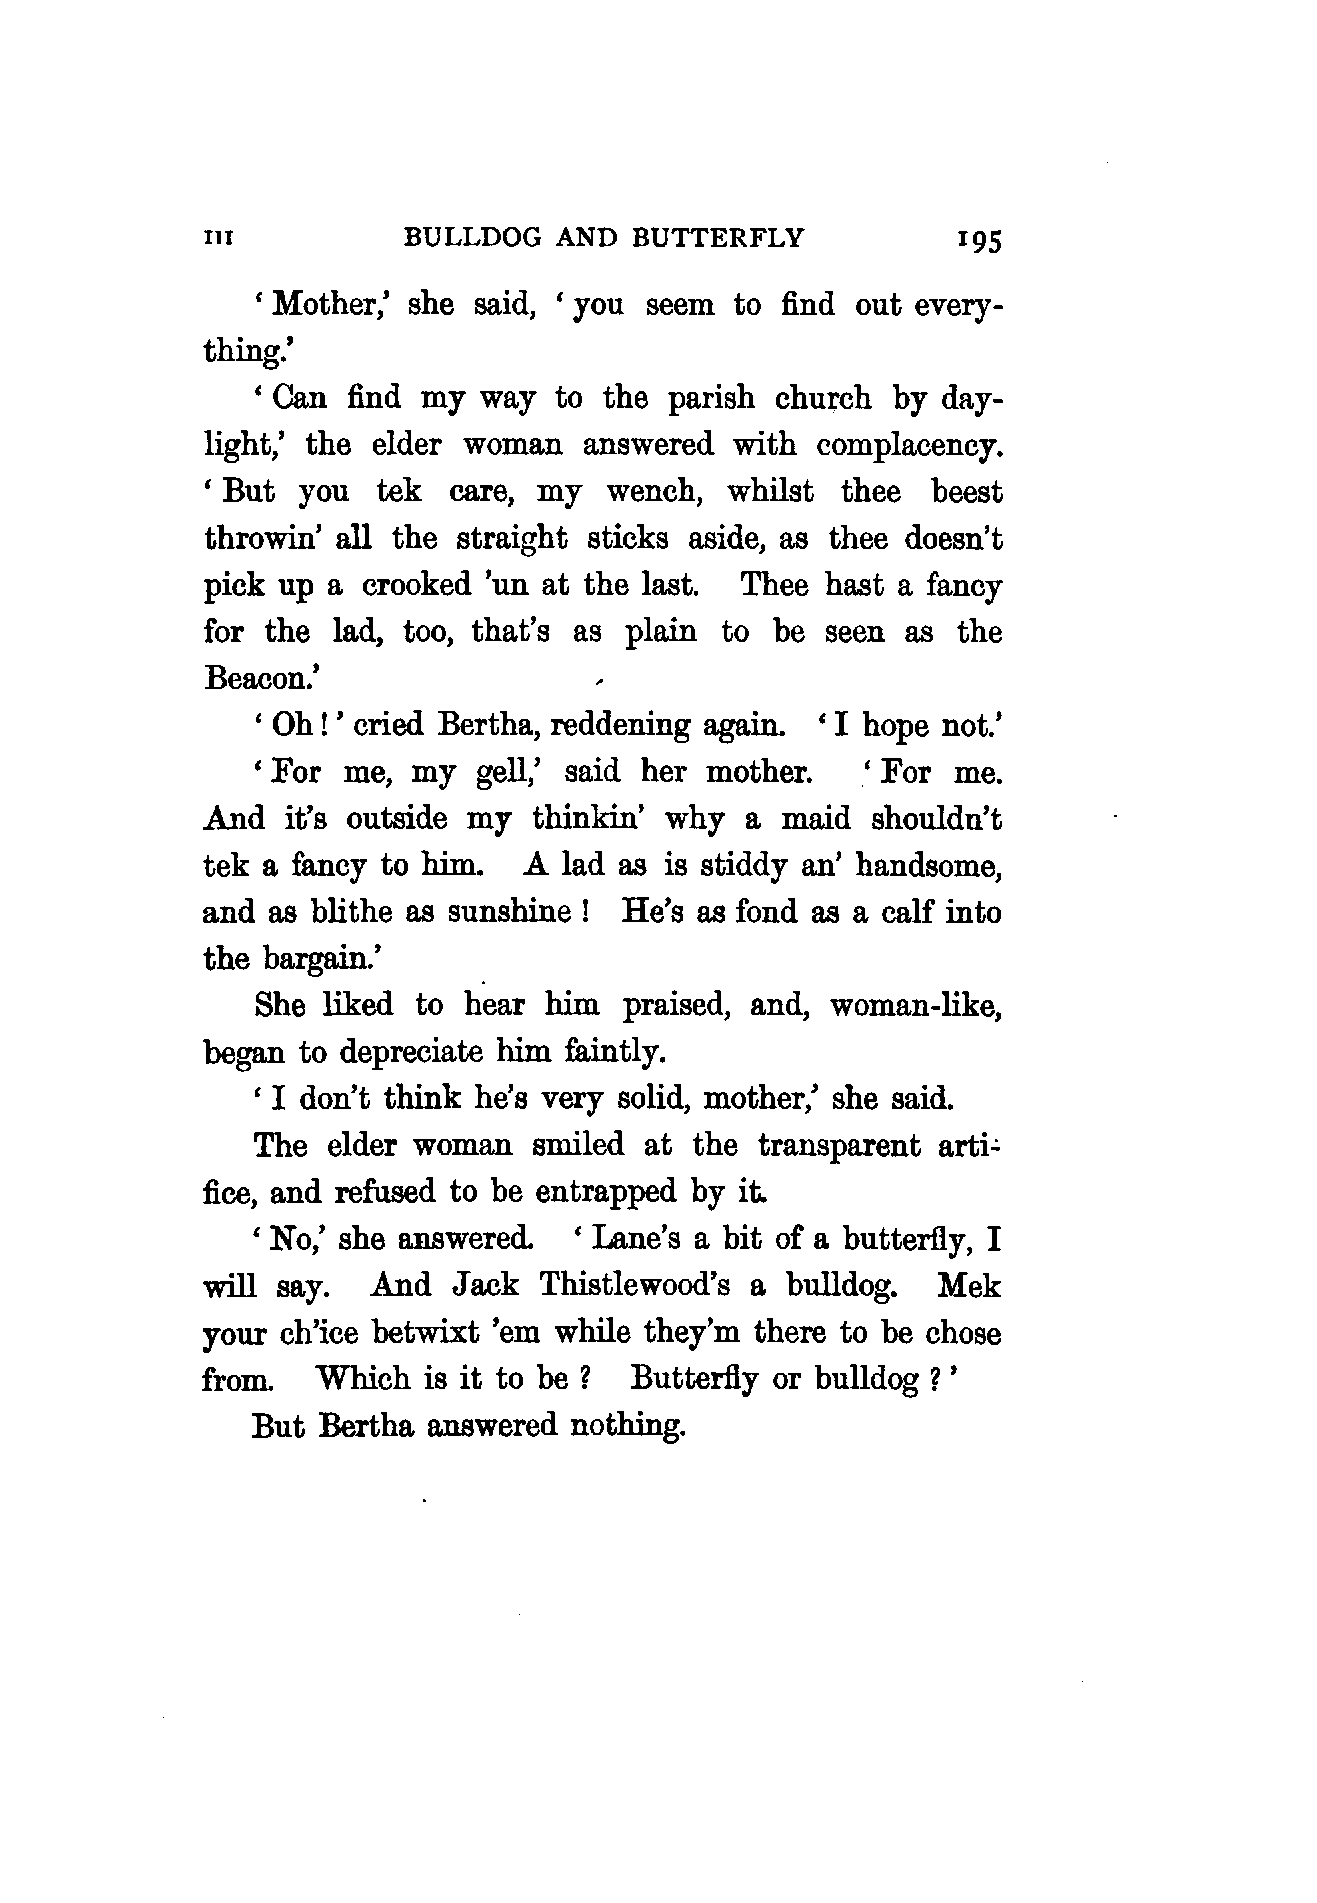 III BULLDOG AND BUTTERFLY 195
‘Mother,’ she said, ‘you seem to find out every-
thing.’
‘Can find my way to the parish church by day-
light,’ the elder woman answered with complacency.
‘But you tek care, my wench, whilst thee beest
throwin’ all the straight sticks aside, as thee doesn’t
pick up a crooked ’un at the last. Thee hast a fancy
for the lad, too, that’s as plain to be seen as the
Beacon.’
‘Oh!’ cried Bertha, reddening again. ‘I hope not.’
‘For me, my gell,’ said her mother. ‘For me.
And it’s outside my thinkin’ why a maid shouldn’t
tek a fancy to him. A lad as is stiddy an’ handsome,
and as blithe as sunshine! He’s as fond as a calf into
the bargain.’
She liked to hear him praised, and, woman-like,
began to depreciate him faintly.
‘I don’t think he’s very solid, mother,’ she said.
The elder woman smiled at the transparent arti-
fice, and refused to be entrapped by it.
‘No,’ she answered. ‘Lane’s a bit of a butterfly, I
will say. And Jack Thistlewood’s a bulldog. Mek
your ch’ice betwixt ’em while they’m there to be chose
from. Which is it to be? Butterfly or bulldog?’
But Bertha answered nothing.